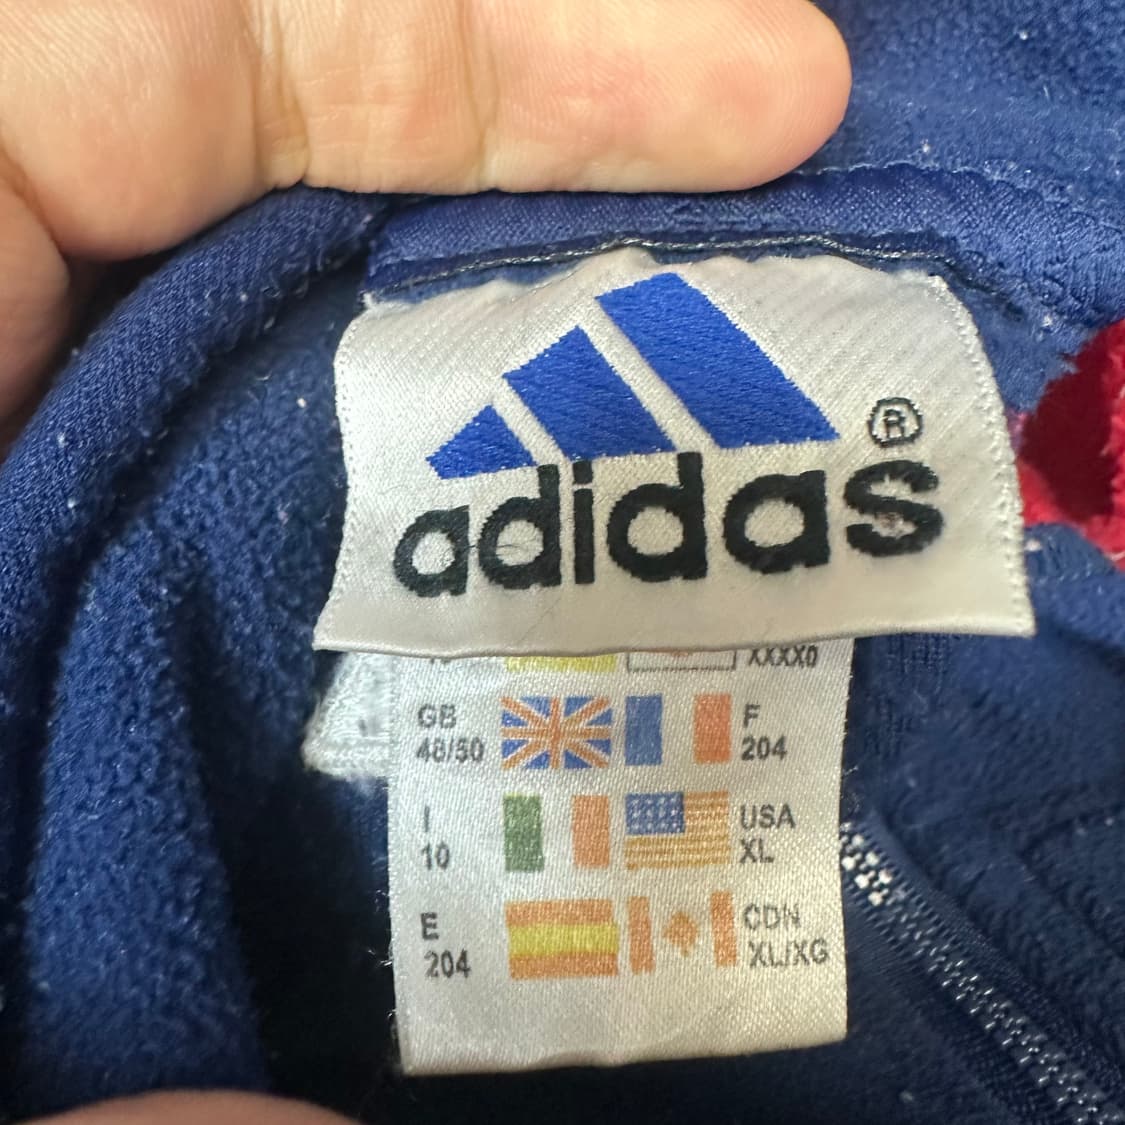 adidas ®
XXXX0
GB
48/50
F
204
I
10
USA
XL
E
204
CDN
XL/XG